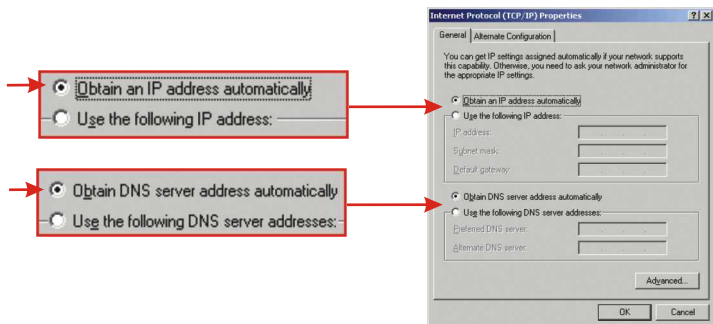 Obtain an IP address automatically
Use the following IP address:
Obtain DNS server address automatically
Use the following DNS server addresses:
Internet Protocol (TCP/IP) Properties
General
Alternate Configuration
You can get IP settings assigned automatically if your network supports
this capability. Otherwise, you need to ask your network administrator for
the appropriate IP settings.
Obtain an IP address automatically
Use the following IP address:
IP address:
Subnet mask:
Default gateway:
Obtain DNS server address automatically
Use the following DNS server addresses:
Preferred DNS server:
Alternate DNS server:
Advanced...
OK
Cancel